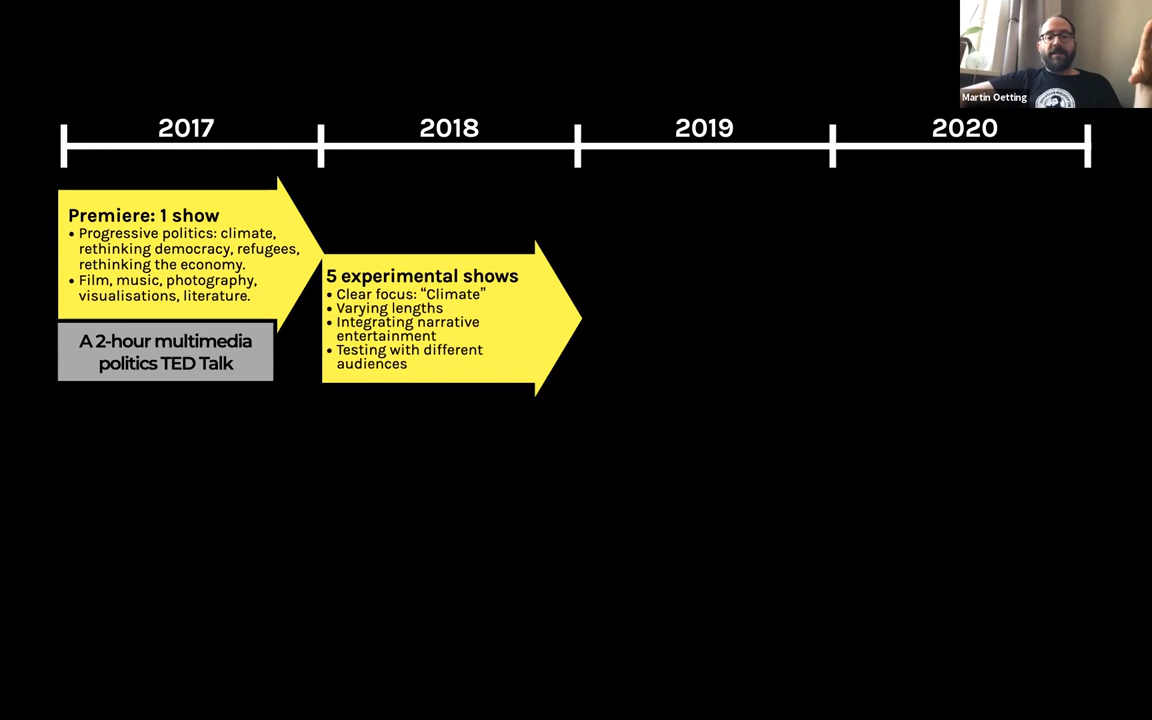 Martin Oetting
2017
2018
2019
2020
Premiere: 1 show
• Progressive politics: climate,
rethinking democracy, refugees,
rethinking the economy.
• Film, music, photography,
visualisations, literature.
A 2-hour multimedia
politics TED Talk
5 experimental shows
• Clear focus: “Climate”
• Varying lengths
• Integrating narrative
entertainment
• Testing with different
audiences